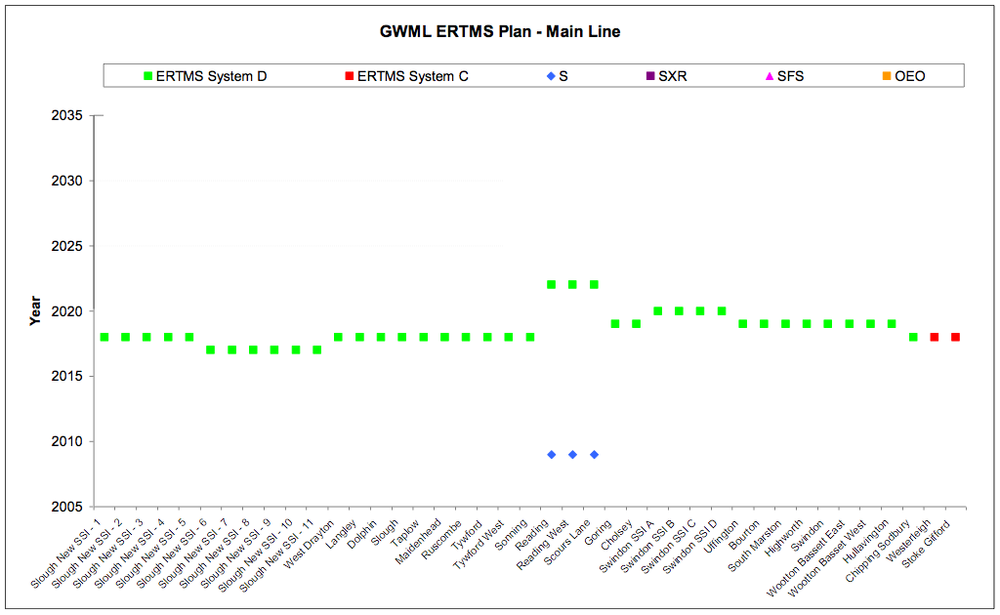 GWML ERTMS Plan - Main Line
ERTMS System D ERTMS System C S SXR SFS OEO
2035
2030
2025
2020
2015
2010
2005
Year
Slough New SSI - 1
Slough New SSI - 2
Slough New SSI - 3
Slough New SSI - 4
Slough New SSI - 5
Slough New SSI - 6
Slough New SSI - 7
Slough New SSI - 8
Slough New SSI - 9
Slough New SSI - 10
Slough New SSI - 11
West Drayton
Langley
Dolphin
Slough
Taplow
Maidenhead
Ruscombe
Tywford
Tywford West
Sonning
Reading
Reading West
Scours Lane
Goring
Cholsey
Swindon SSI A
Swindon SSI B
Swindon SSI C
Swindon SSI D
Uffington
Bourton
South Marston
Highworth
Swindon
Wootton Basset East
Wootton Basset West
Hullavington
Chipping Sodbury
Westerleigh
Stoke Gifford